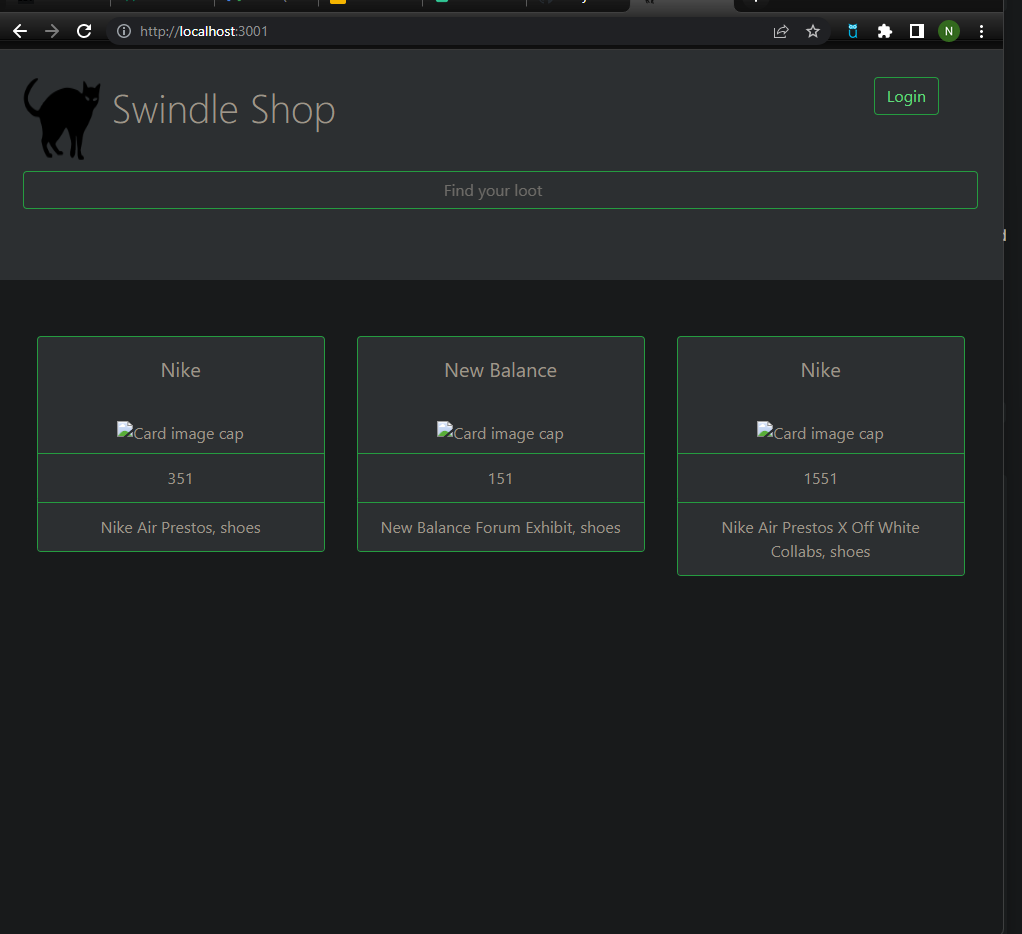 http://localhost:3001
N
Swindle Shop
Login
Find your loot
Nike
Card image cap
351
Nike Air Prestos, shoes
New Balance
Card image cap
151
New Balance Forum Exhibit, shoes
Nike
Card image cap
1551
Nike Air Prestos X Off White
Collabs, shoes